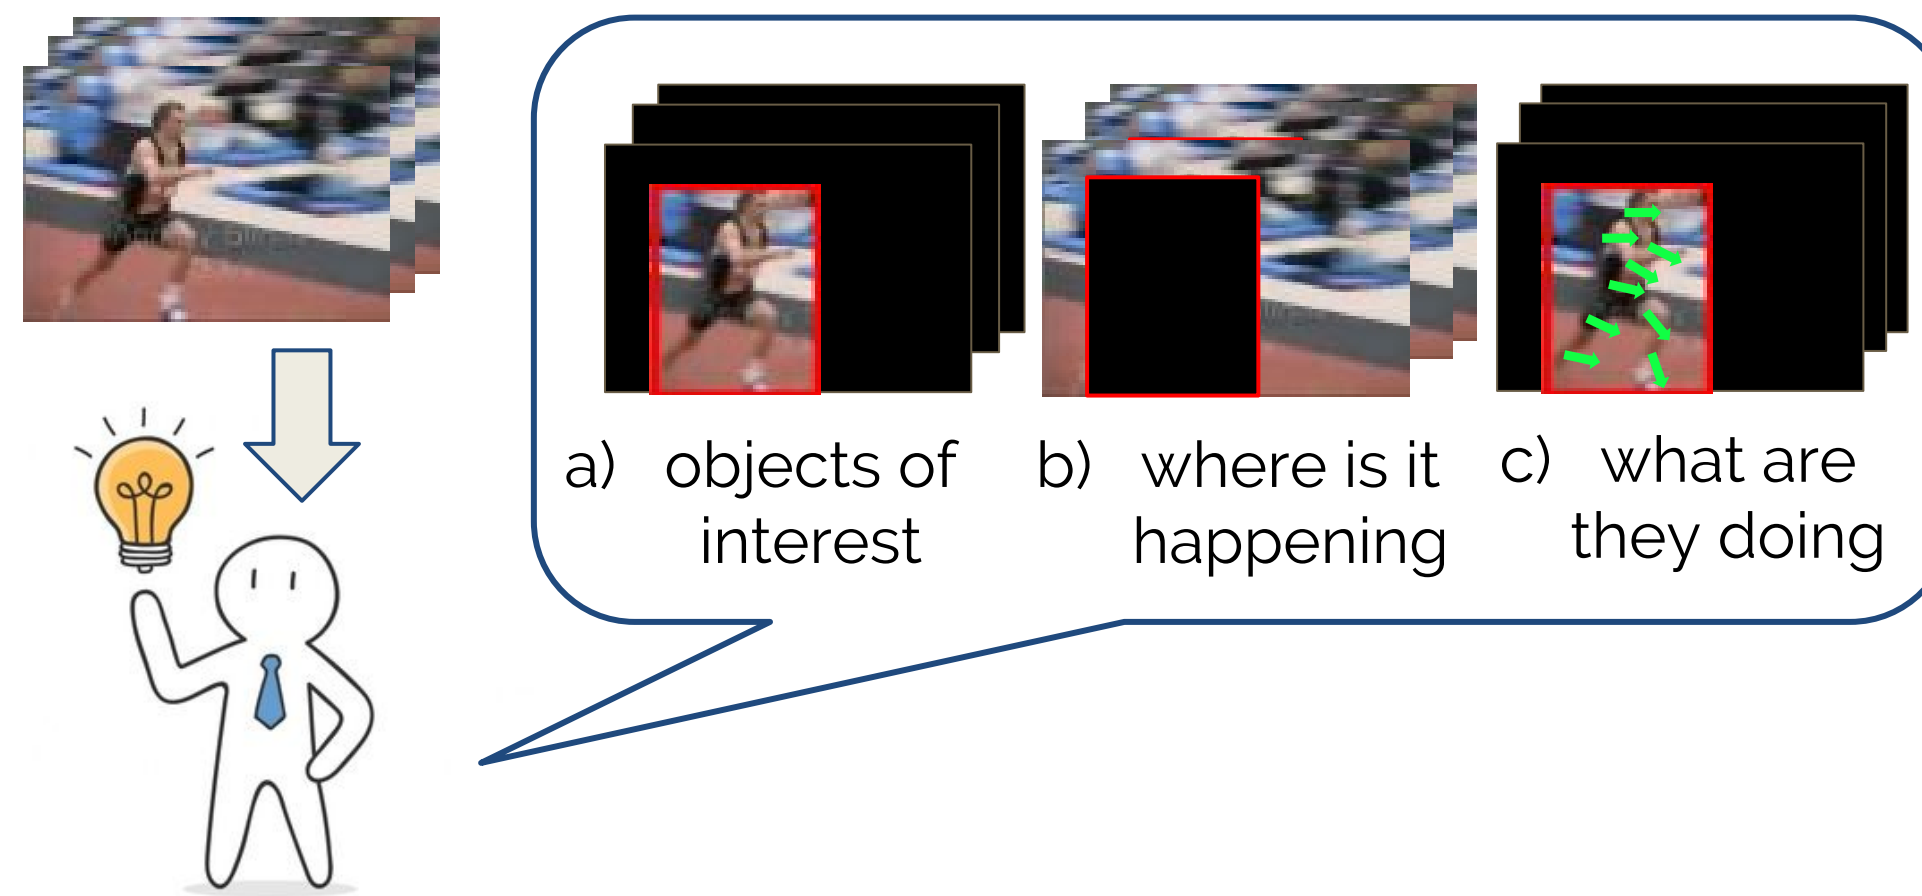 a) objects of
interest
b) where is it
happening
c) what are
they doing